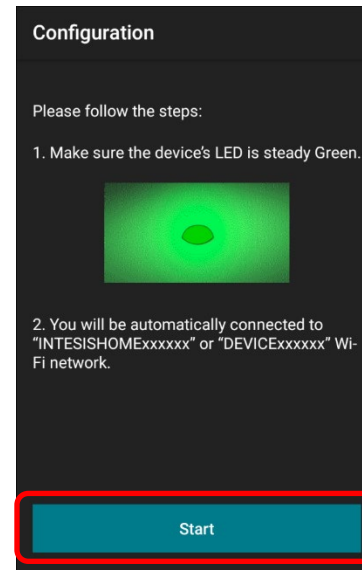 Configuration
Please follow the steps:
1. Make sure the device's LED is steady Green.
2. You will be automatically connected to
“INTESISHOMExxxxxx” or “DEVICExxxxxx” Wi-
Fi network.
Start